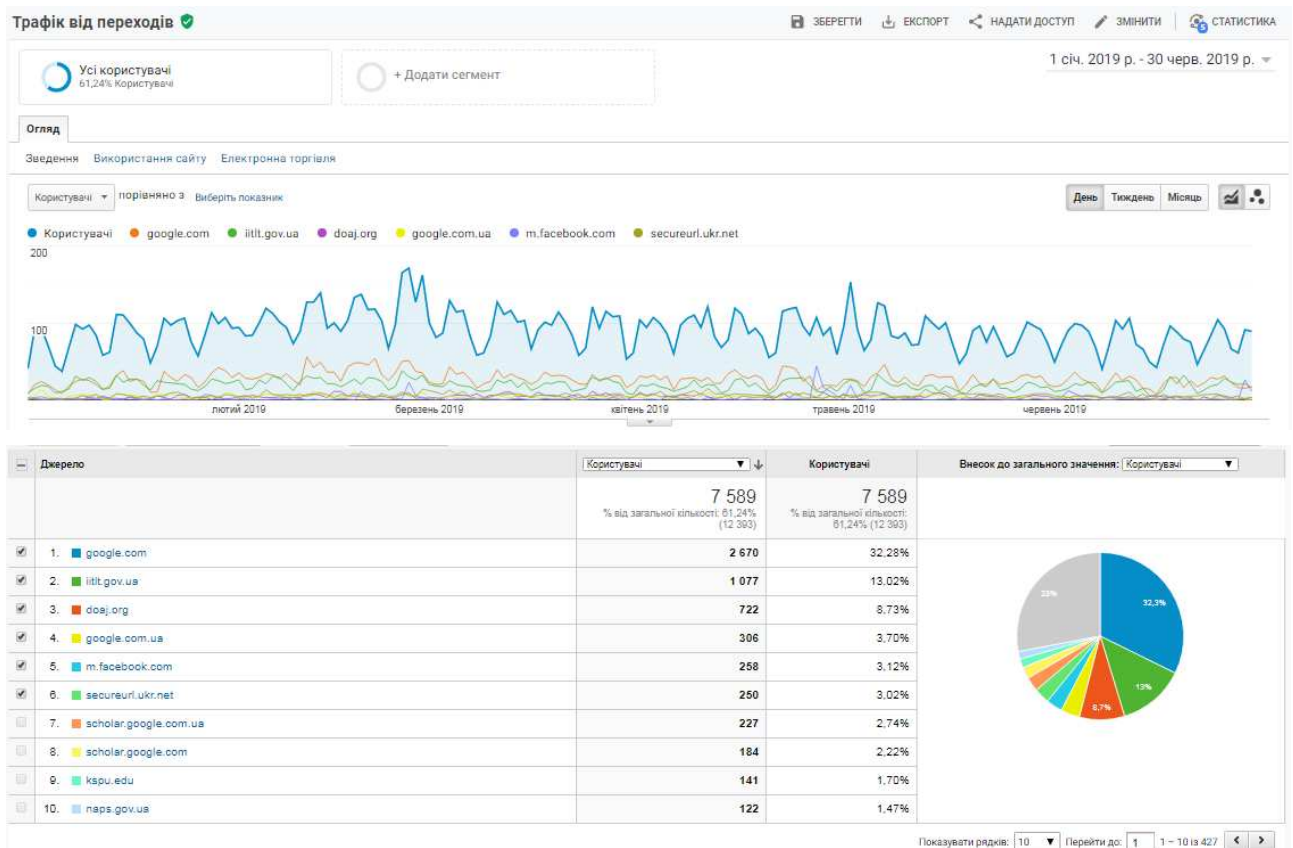 Трафік від переходів
ЗБЕРЕГТИ ЕКСПОРТ НАДАТИ ДОСТУП ЗМІНИТИ СТАТИСТИКА
Усі користувачі
61,24% Користувачі
+ Додати сегмент
1 січ. 2019 р. - 30 черв. 2019 р.
Огляд
Зведення Використання сайту Електронна торгівля
Користувачі порівняно з Виберіть показник
День Тиждень Місяць
Користувачі google.com iitlt.gov.ua doaj.org google.com.ua m.facebook.com secureurl.ukr.net
200
100
лютий 2019 березень 2019 квітень 2019 травень 2019 червень 2019
Джерело Користувачі Користувачі Внесок до загального значення: Користувачі
7 589 7 589
% від загальної кількості: 61,24% % від загальної кількості:
(12 393) 61,24% (12 393)
1. google.com 2 670 32,28%
2. iitlt.gov.ua 1 077 13,02%
3. doaj.org 722 8,73%
4. google.com.ua 306 3,70%
5. m.facebook.com 258 3,12%
6. secureurl.ukr.net 250 3,02%
7. scholar.google.com.ua 227 2,74%
8. scholar.google.com 184 2,22%
9. kspu.edu 141 1,70%
10. naps.gov.ua 122 1,47%
32,3%
13%
8,7%
Показувати рядків: 10 Перейти до: 1 1 – 10 із 427